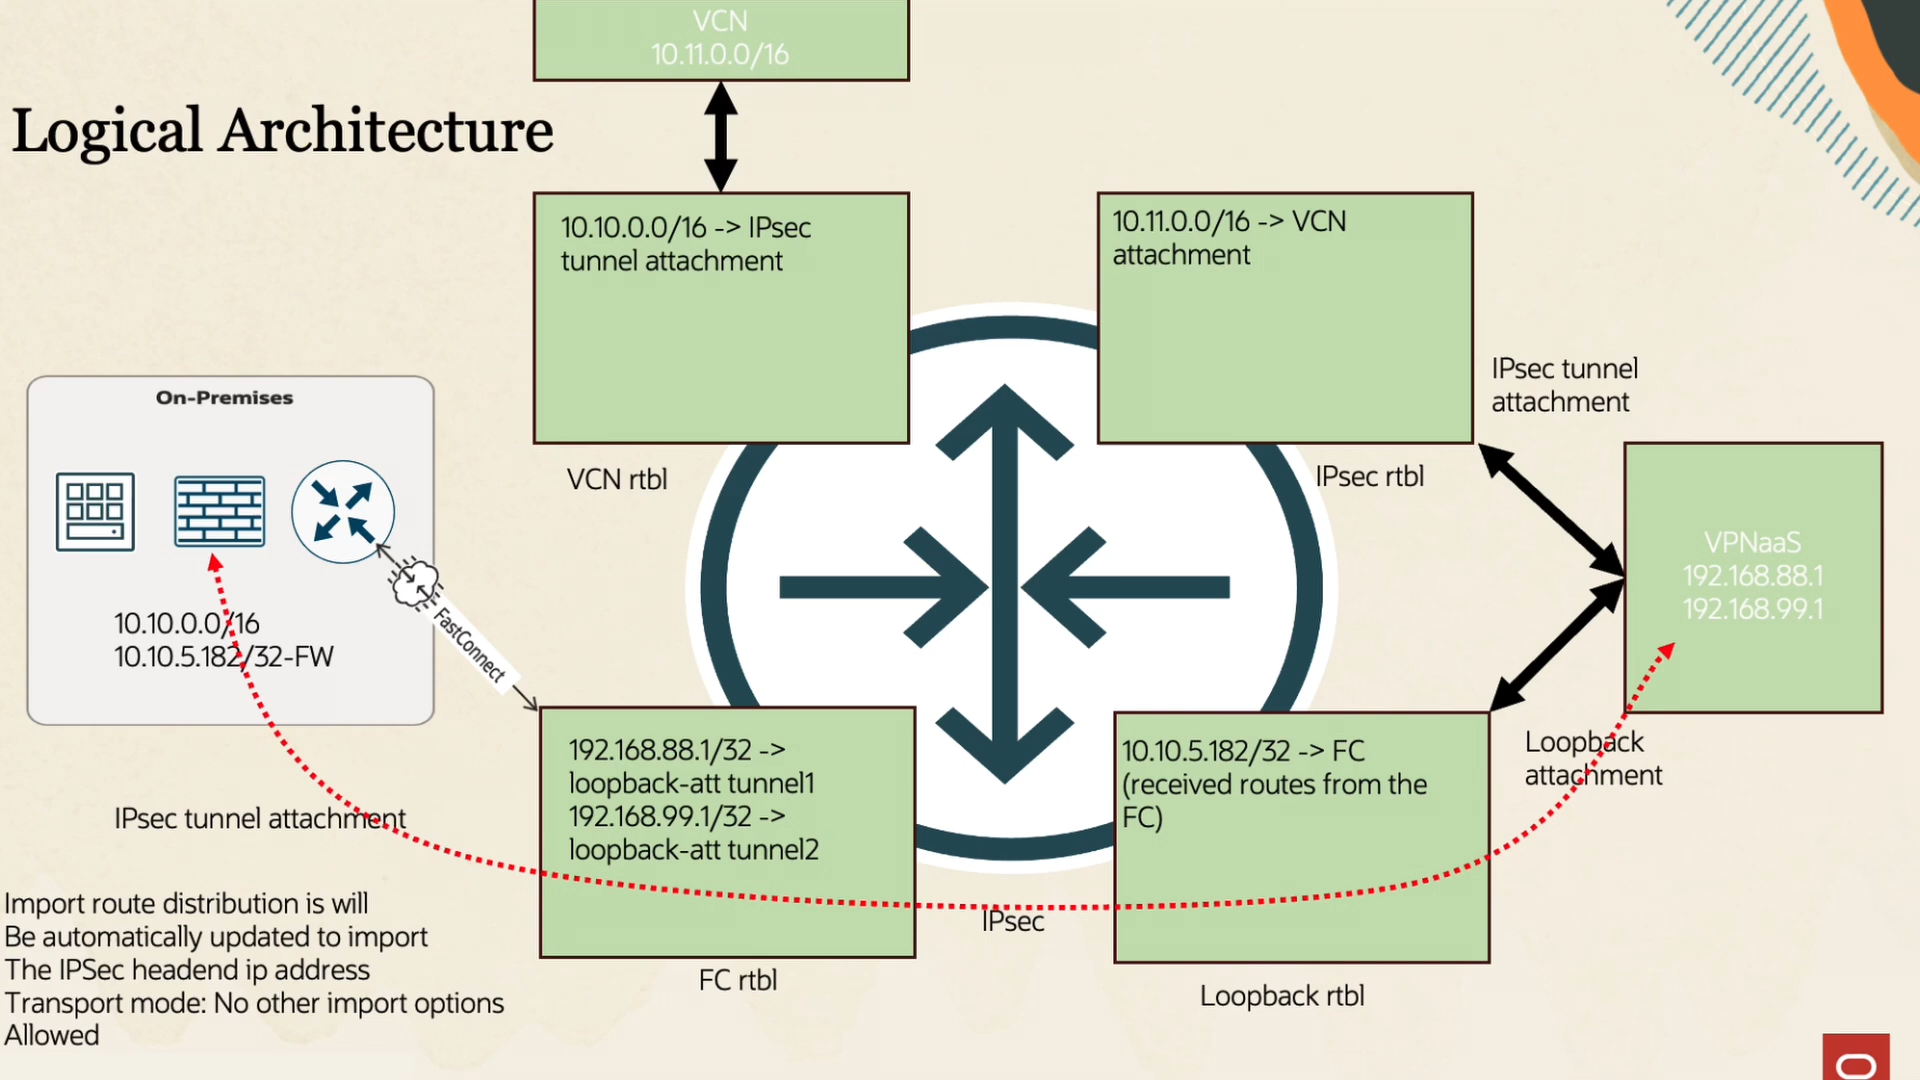 VCN
10.11.0.0/16
Logical Architecture
10.10.0.0/16 -> IPsec
tunnel attachment
VCN rtbl
10.11.0.0/16 -> VCN
attachment
IPsec rtbl
IPsec tunnel
attachment
On-Premises
10.10.0.0/16
10.10.5.182/32-FW
FastConnect
VPNaaS
192.168.88.1
192.168.99.1
192.168.88.1/32 ->
loopback-att tunnel1
192.168.99.1/32 ->
loopback-att tunnel2
FC rtbl
10.10.5.182/32 -> FC
(received routes from the
FC)
Loopback rtbl
Loopback
attachment
IPsec tunnel attachment
IPsec
Import route distribution is will
Be automatically updated to import
The IPSec headend ip address
Transport mode: No other import options
Allowed